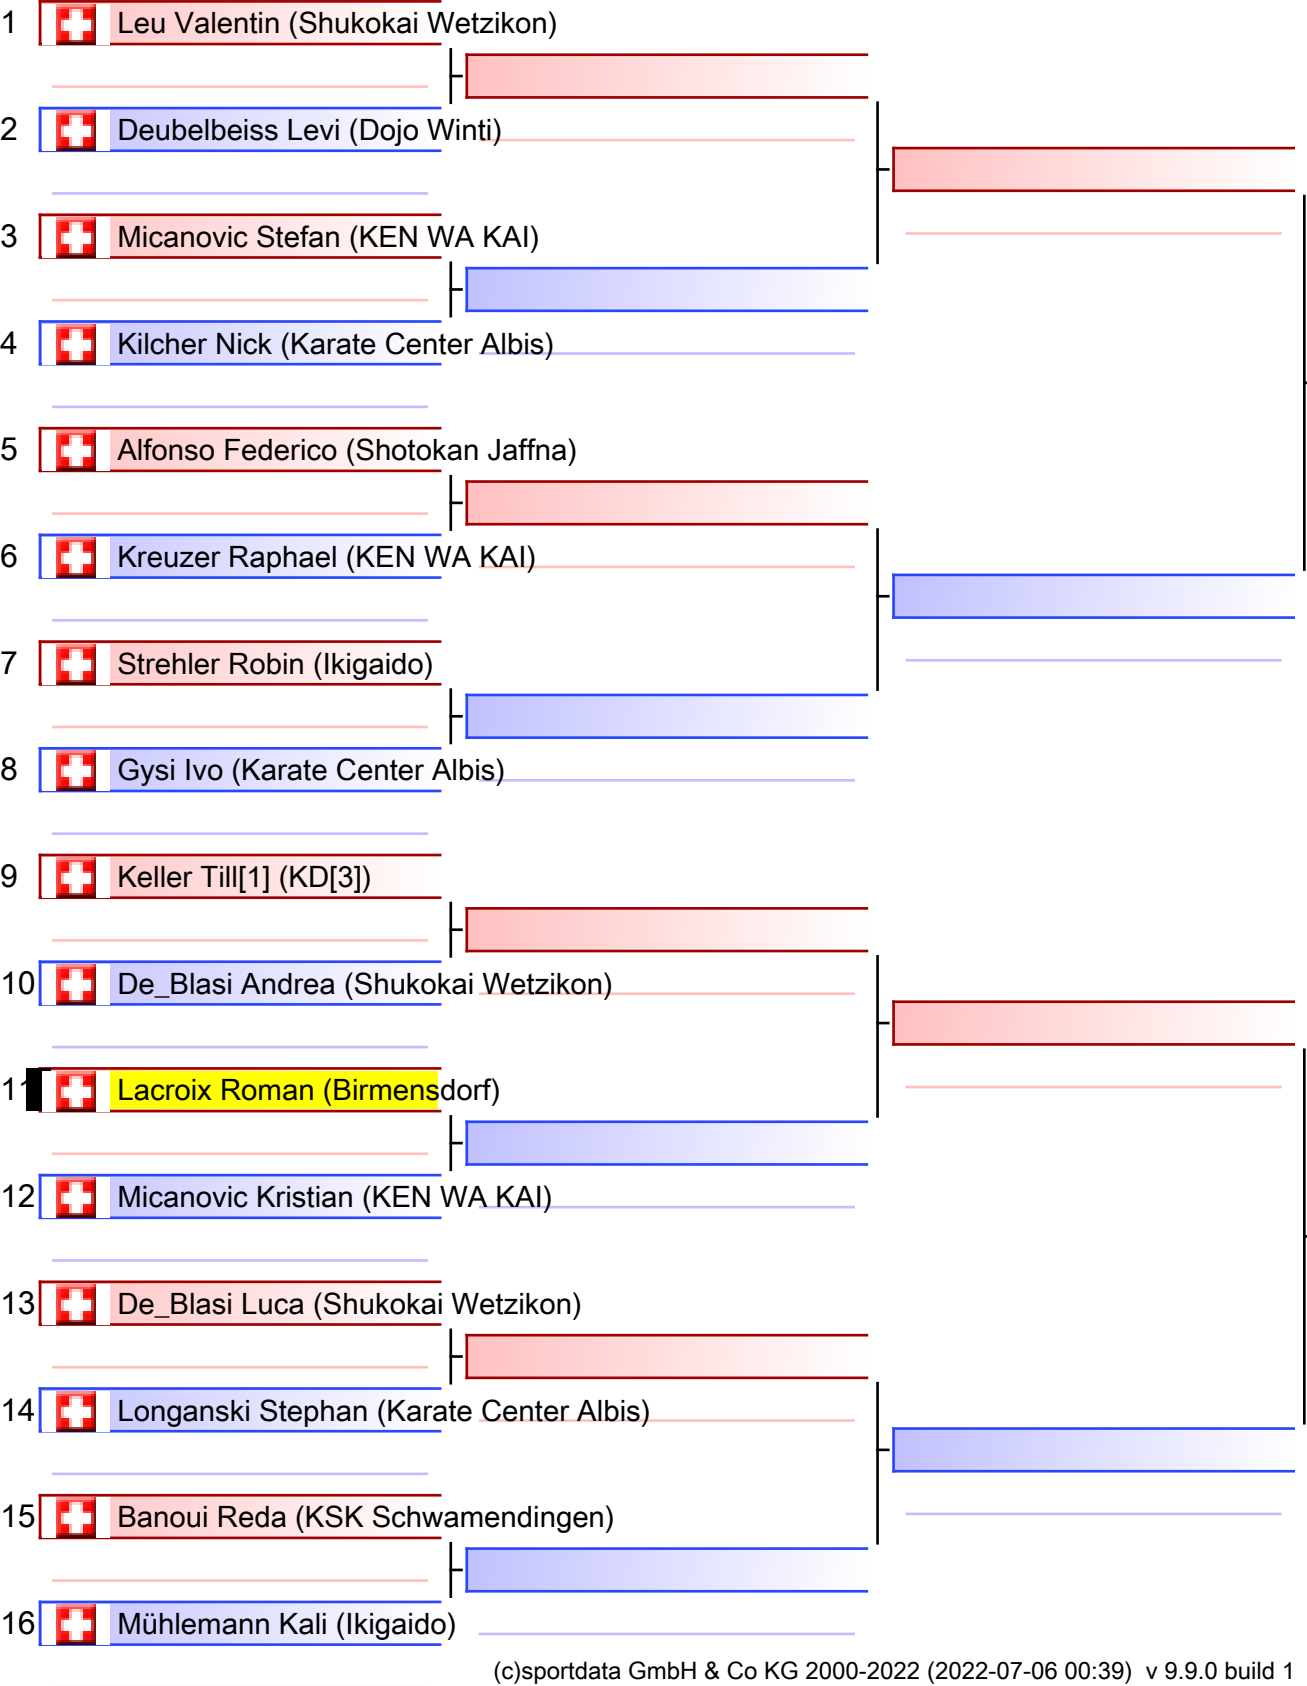 1 Leu Valentin (Shukokai Wetzikon)
2 Deubelbeiss Levi (Dojo Winti)
3 Micanovic Stefan (KEN WA KAI)
4 Kilcher Nick (Karate Center Albis)
5 Alfonso Federico (Shotokan Jaffna)
6 Kreuzer Raphael (KEN WA KAI)
7 Strehler Robin (Ikigaido)
8 Gysi Ivo (Karate Center Albis)
9 Keller Till[1] (KD[3])
10 De_Blasi Andrea (Shukokai Wetzikon)
11 Lacroix Roman (Birmensdorf)
12 Micanovic Kristian (KEN WA KAI)
13 De_Blasi Luca (Shukokai Wetzikon)
14 Longanski Stephan (Karate Center Albis)
15 Banoui Reda (KSK Schwamendingen)
16 Mühlemann Kali (Ikigaido)
(c)sportdata GmbH & Co KG 2000-2022 (2022-07-06 00:39) v 9.9.0 build 1